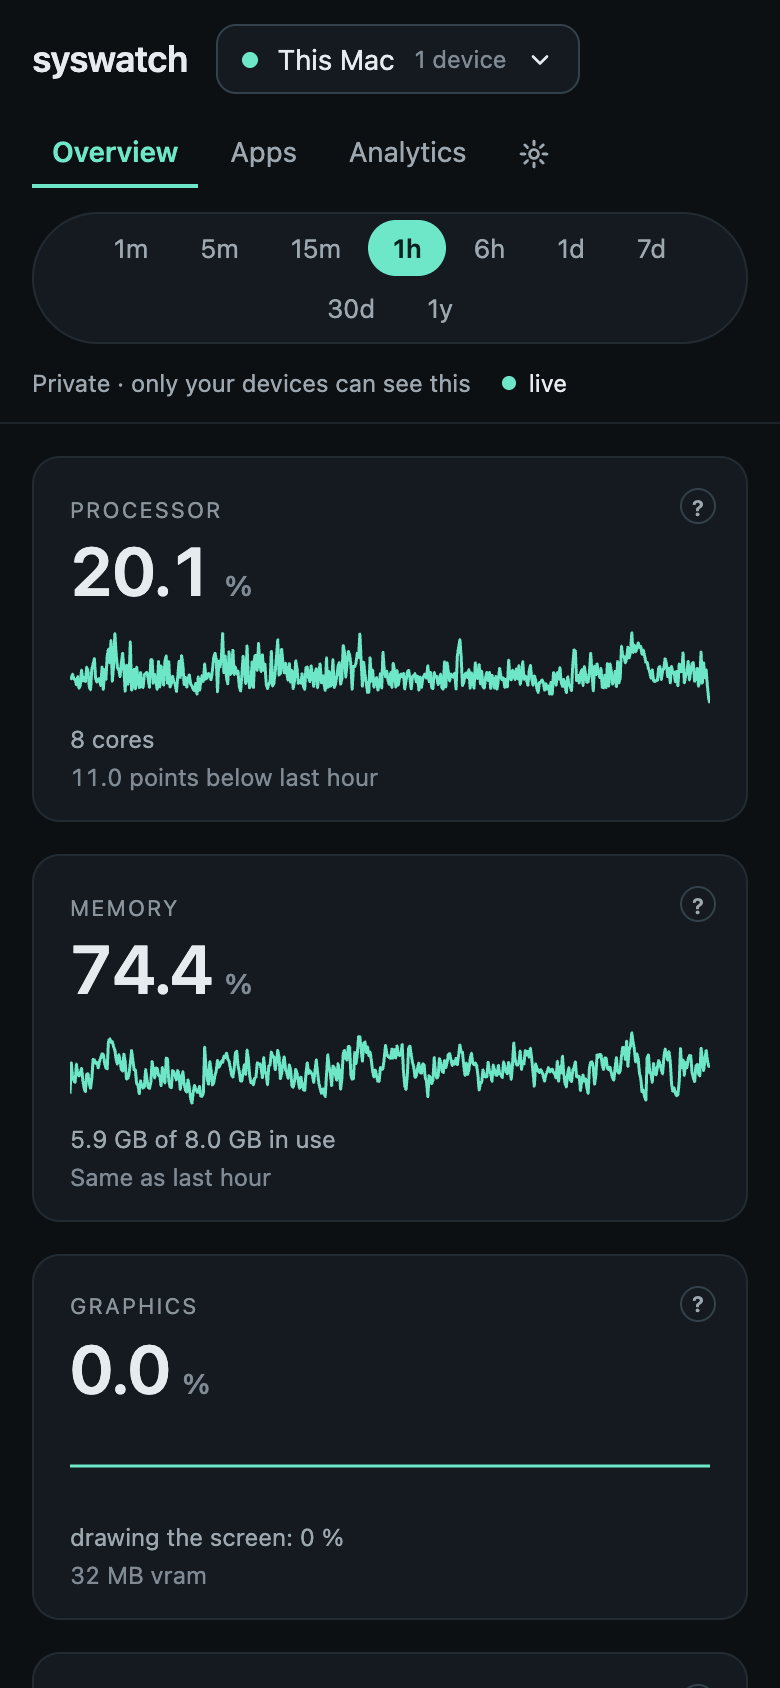 syswatch This Mac 1 device
Overview Apps Analytics
1m 5m 15m 1h 6h 1d 7d
30d 1y
Private · only your devices can see this live
PROCESSOR ?
20.1 %
8 cores
11.0 points below last hour
MEMORY ?
74.4 %
5.9 GB of 8.0 GB in use
Same as last hour
GRAPHICS ?
0.0 %
drawing the screen: 0 %
32 MB vram